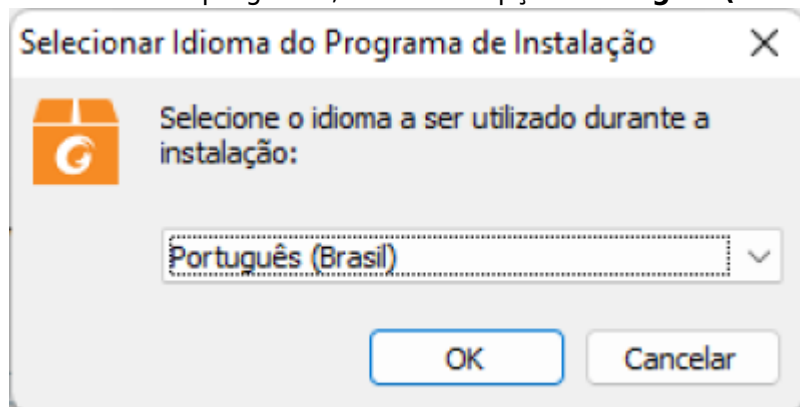 Selecionar Idioma do Programa de Instalação
Selecione o idioma a ser utilizado durante a
instalação:
Português (Brasil)
OK
Cancelar